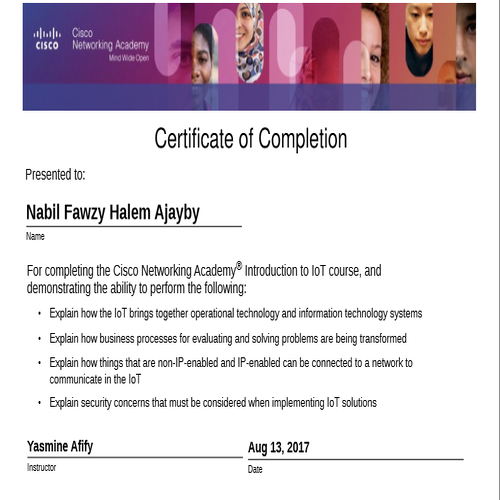 cisco
Cisco
Networking Academy
Mind Wide Open
Certificate of Completion
Presented to:
Nabil Fawzy Halem Ajayby
Name
For completing the Cisco Networking Academy® Introduction to IoT course, and
demonstrating the ability to perform the following:
• Explain how the IoT brings together operational technology and information technology systems
• Explain how business processes for evaluating and solving problems are being transformed
• Explain how things that are non-IP-enabled and IP-enabled can be connected to a network to
communicate in the IoT
• Explain security concerns that must be considered when implementing IoT solutions
Yasmine Afify
Aug 13, 2017
Instructor
Date